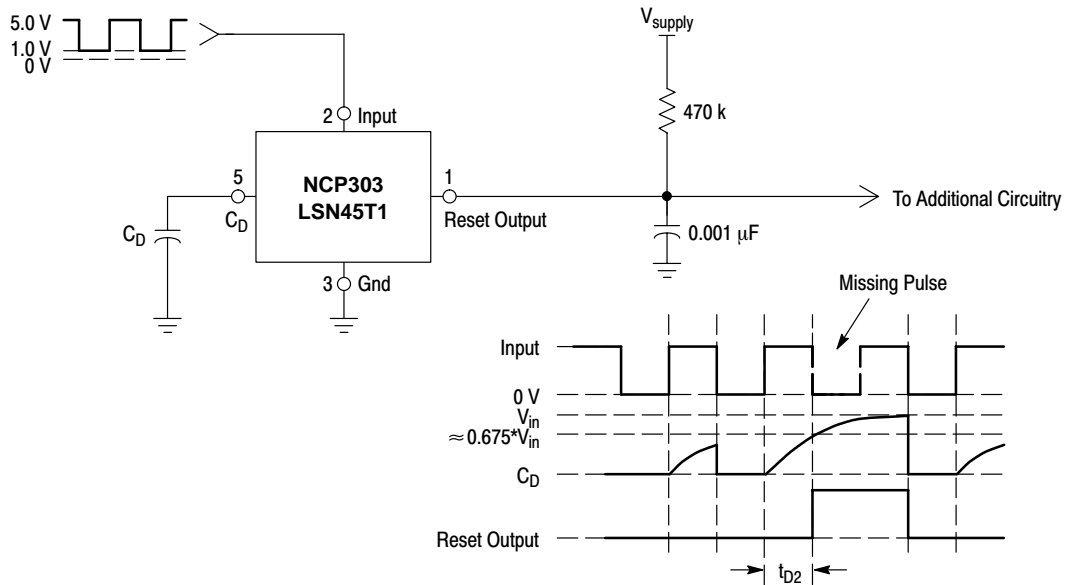 V_supply
5.0 V
1.0 V
0 V
470 k
2 Input
5
NCP303
LSN45T1
1
C_D
Reset Output
To Additional Circuitry
C_D
0.001 μF
3 Gnd
Missing Pulse
Input
0 V
V_in
≈ 0.675*V_in
C_D
Reset Output
t_D2